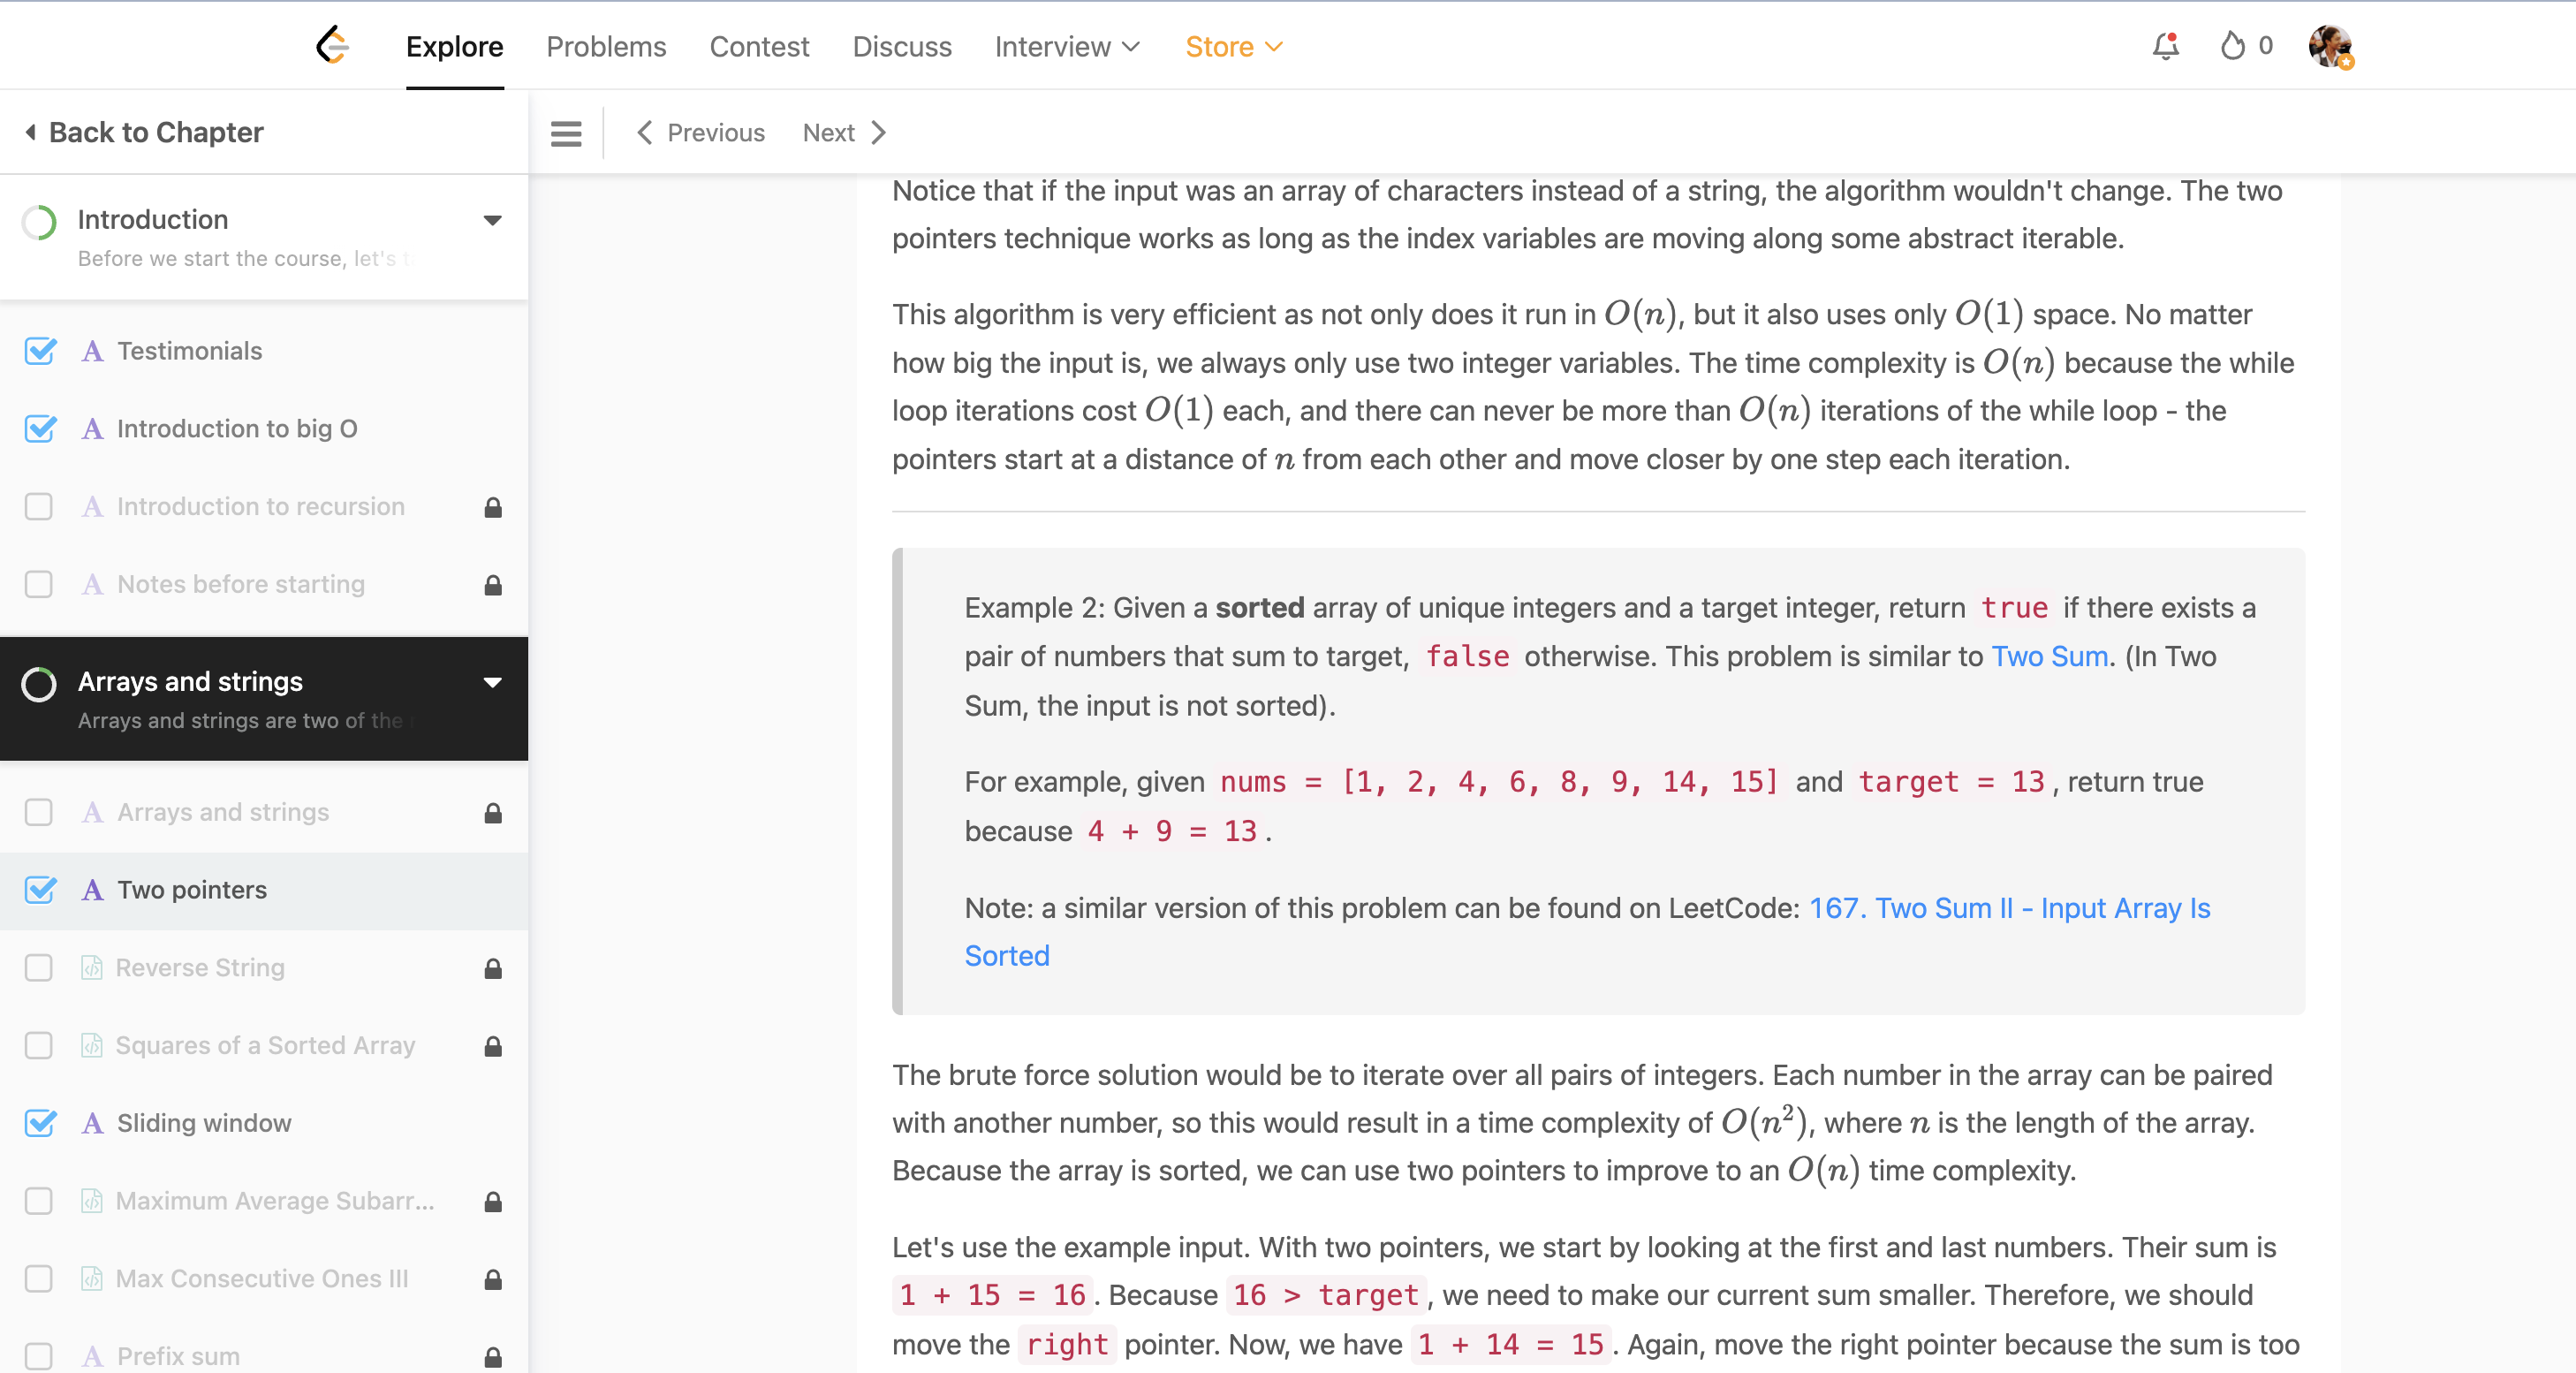 Explore Problems Contest Discuss Interview Store 0
Back to Chapter
Previous Next
Introduction
Before we start the course, let's t
Testimonials
Introduction to big O
Introduction to recursion
Notes before starting
Arrays and strings
Arrays and strings are two of the
Arrays and strings
Two pointers
Reverse String
Squares of a Sorted Array
Sliding window
Maximum Average Subarr...
Max Consecutive Ones III
Prefix sum
Notice that if the input was an array of characters instead of a string, the algorithm wouldn't change. The two
pointers technique works as long as the index variables are moving along some abstract iterable.
This algorithm is very efficient as not only does it run in O(n), but it also uses only O(1) space. No matter
how big the input is, we always only use two integer variables. The time complexity is O(n) because the while
loop iterations cost O(1) each, and there can never be more than O(n) iterations of the while loop - the
pointers start at a distance of n from each other and move closer by one step each iteration.
Example 2: Given a sorted array of unique integers and a target integer, return true if there exists a
pair of numbers that sum to target, false otherwise. This problem is similar to Two Sum. (In Two
Sum, the input is not sorted).
For example, given nums = [1, 2, 4, 6, 8, 9, 14, 15] and target = 13, return true
because 4 + 9 = 13.
Note: a similar version of this problem can be found on LeetCode: 167. Two Sum II - Input Array Is
Sorted
The brute force solution would be to iterate over all pairs of integers. Each number in the array can be paired
with another number, so this would result in a time complexity of O(n²), where n is the length of the array.
Because the array is sorted, we can use two pointers to improve to an O(n) time complexity.
Let's use the example input. With two pointers, we start by looking at the first and last numbers. Their sum is
1 + 15 = 16. Because 16 > target, we need to make our current sum smaller. Therefore, we should
move the right pointer. Now, we have 1 + 14 = 15. Again, move the right pointer because the sum is too